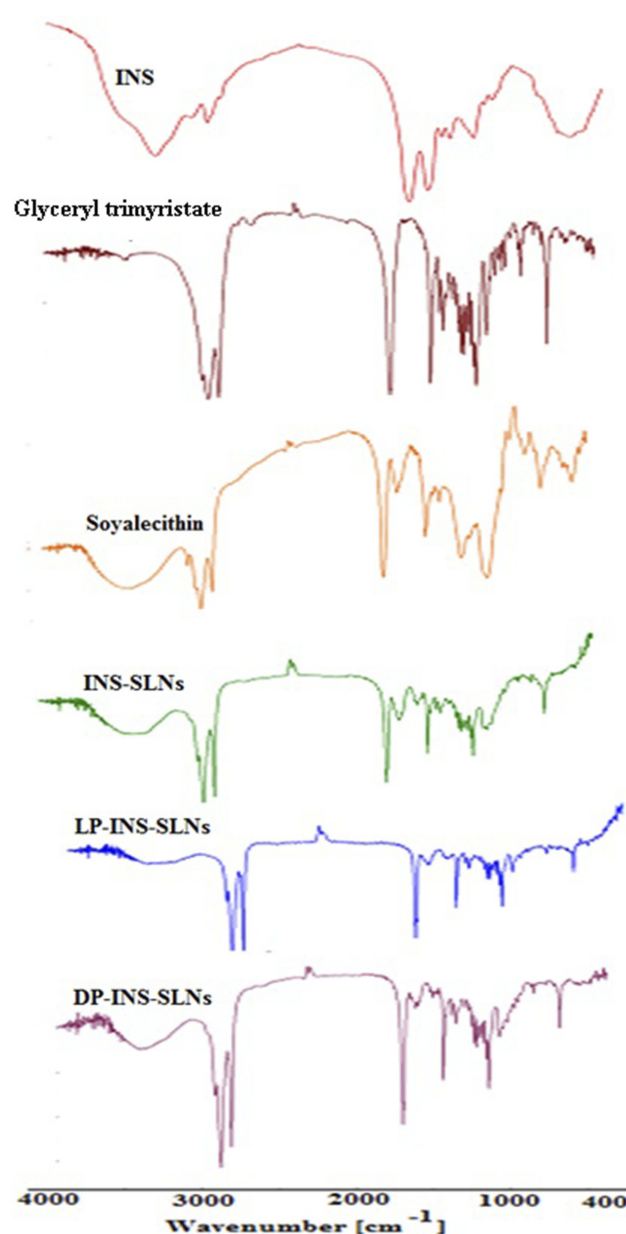 INS
Glyceryl trimyristate
Soyalecithin
INS-SLNs
LP-INS-SLNs
DP-INS-SLNs
4000 3000 2000 1000 400
Wavenumber [cm⁻¹]